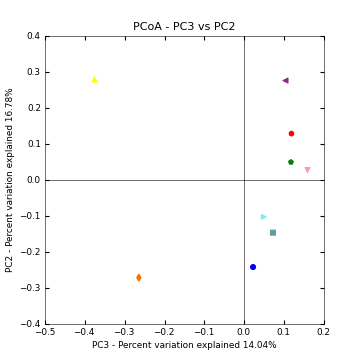 PCoA - PC3 vs PC2
0.4
0.3
0.2
0.1
0.0
−0.1
−0.2
−0.3
−0.4
PC2 - Percent variation explained 16.78%
−0.5 −0.4 −0.3 −0.2 −0.1 0.0 0.1 0.2
PC3 - Percent variation explained 14.04%